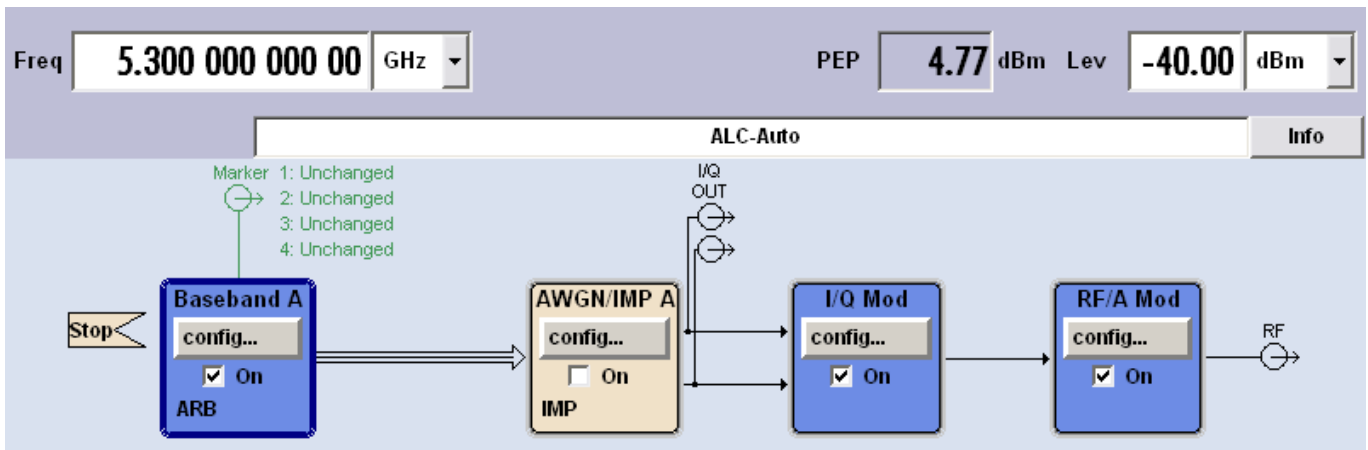 Freq 5.300 000 000 00 GHz PEP 4.77 dBm Lev -40.00 dBm
ALC-Auto Info
Marker 1: Unchanged
2: Unchanged
3: Unchanged
4: Unchanged
I/Q
OUT
Baseband A AWGN/IMP A I/Q Mod RF/A Mod
Stop config... config... config... config... RF
On On On On
ARB IMP